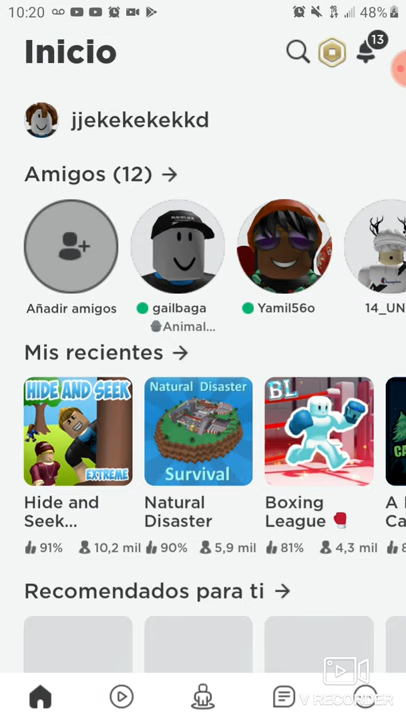 10:20
48%
Inicio
13
jjekekekekkd
Amigos (12) →
Añadir amigos
gailbaga
Yamil56o
14_UN
Animal...
Mis recientes →
HIDE AND SEEK
EXTREME
Natural Disaster
Survival
BL
Hide and Seek...
Natural Disaster
Boxing League
91%
10,2 mil
90%
5,9 mil
81%
4,3 mil
Recomendados para ti →
V RECORDER